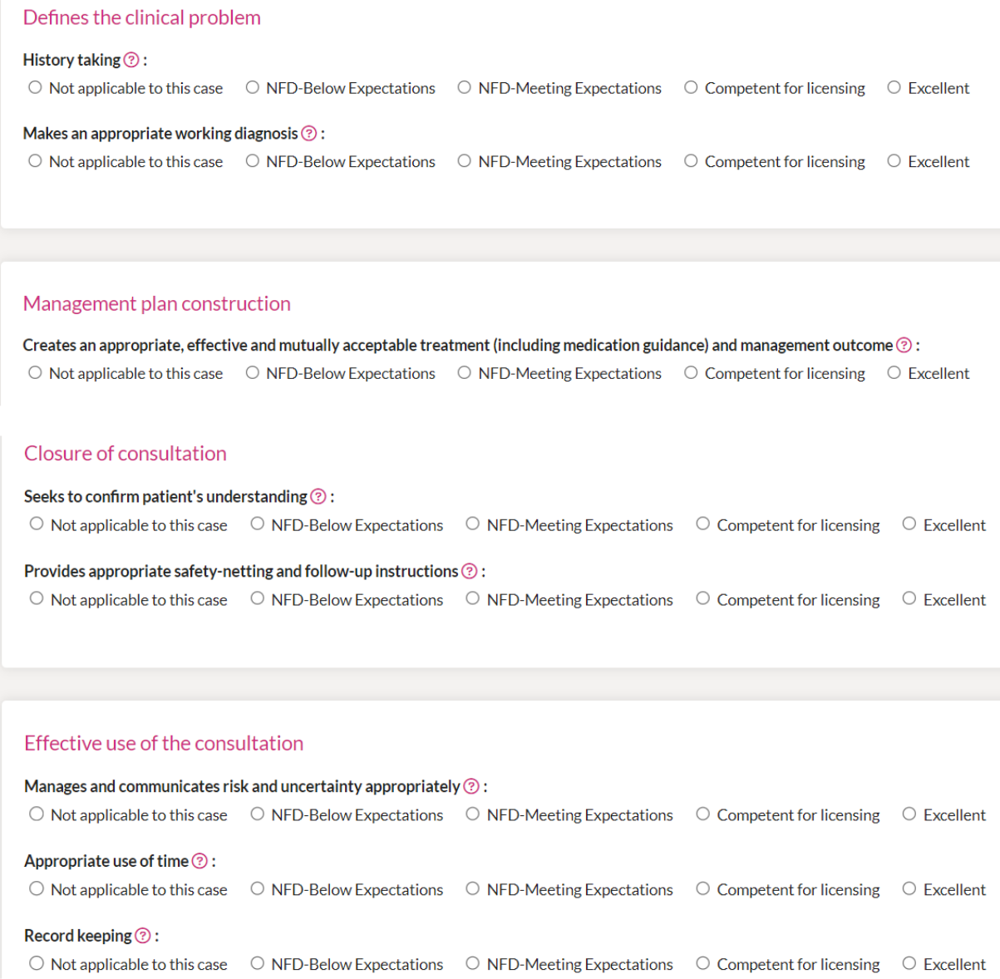 Defines the clinical problem
History taking ? :
Not applicable to this case NFD-Below Expectations NFD-Meeting Expectations Competent for licensing Excellent
Makes an appropriate working diagnosis ? :
Not applicable to this case NFD-Below Expectations NFD-Meeting Expectations Competent for licensing Excellent
Management plan construction
Creates an appropriate, effective and mutually acceptable treatment (including medication guidance) and management outcome ? :
Not applicable to this case NFD-Below Expectations NFD-Meeting Expectations Competent for licensing Excellent
Closure of consultation
Seeks to confirm patient's understanding ? :
Not applicable to this case NFD-Below Expectations NFD-Meeting Expectations Competent for licensing Excellent
Provides appropriate safety-netting and follow-up instructions ? :
Not applicable to this case NFD-Below Expectations NFD-Meeting Expectations Competent for licensing Excellent
Effective use of the consultation
Manages and communicates risk and uncertainty appropriately ? :
Not applicable to this case NFD-Below Expectations NFD-Meeting Expectations Competent for licensing Excellent
Appropriate use of time ? :
Not applicable to this case NFD-Below Expectations NFD-Meeting Expectations Competent for licensing Excellent
Record keeping ? :
Not applicable to this case NFD-Below Expectations NFD-Meeting Expectations Competent for licensing Excellent